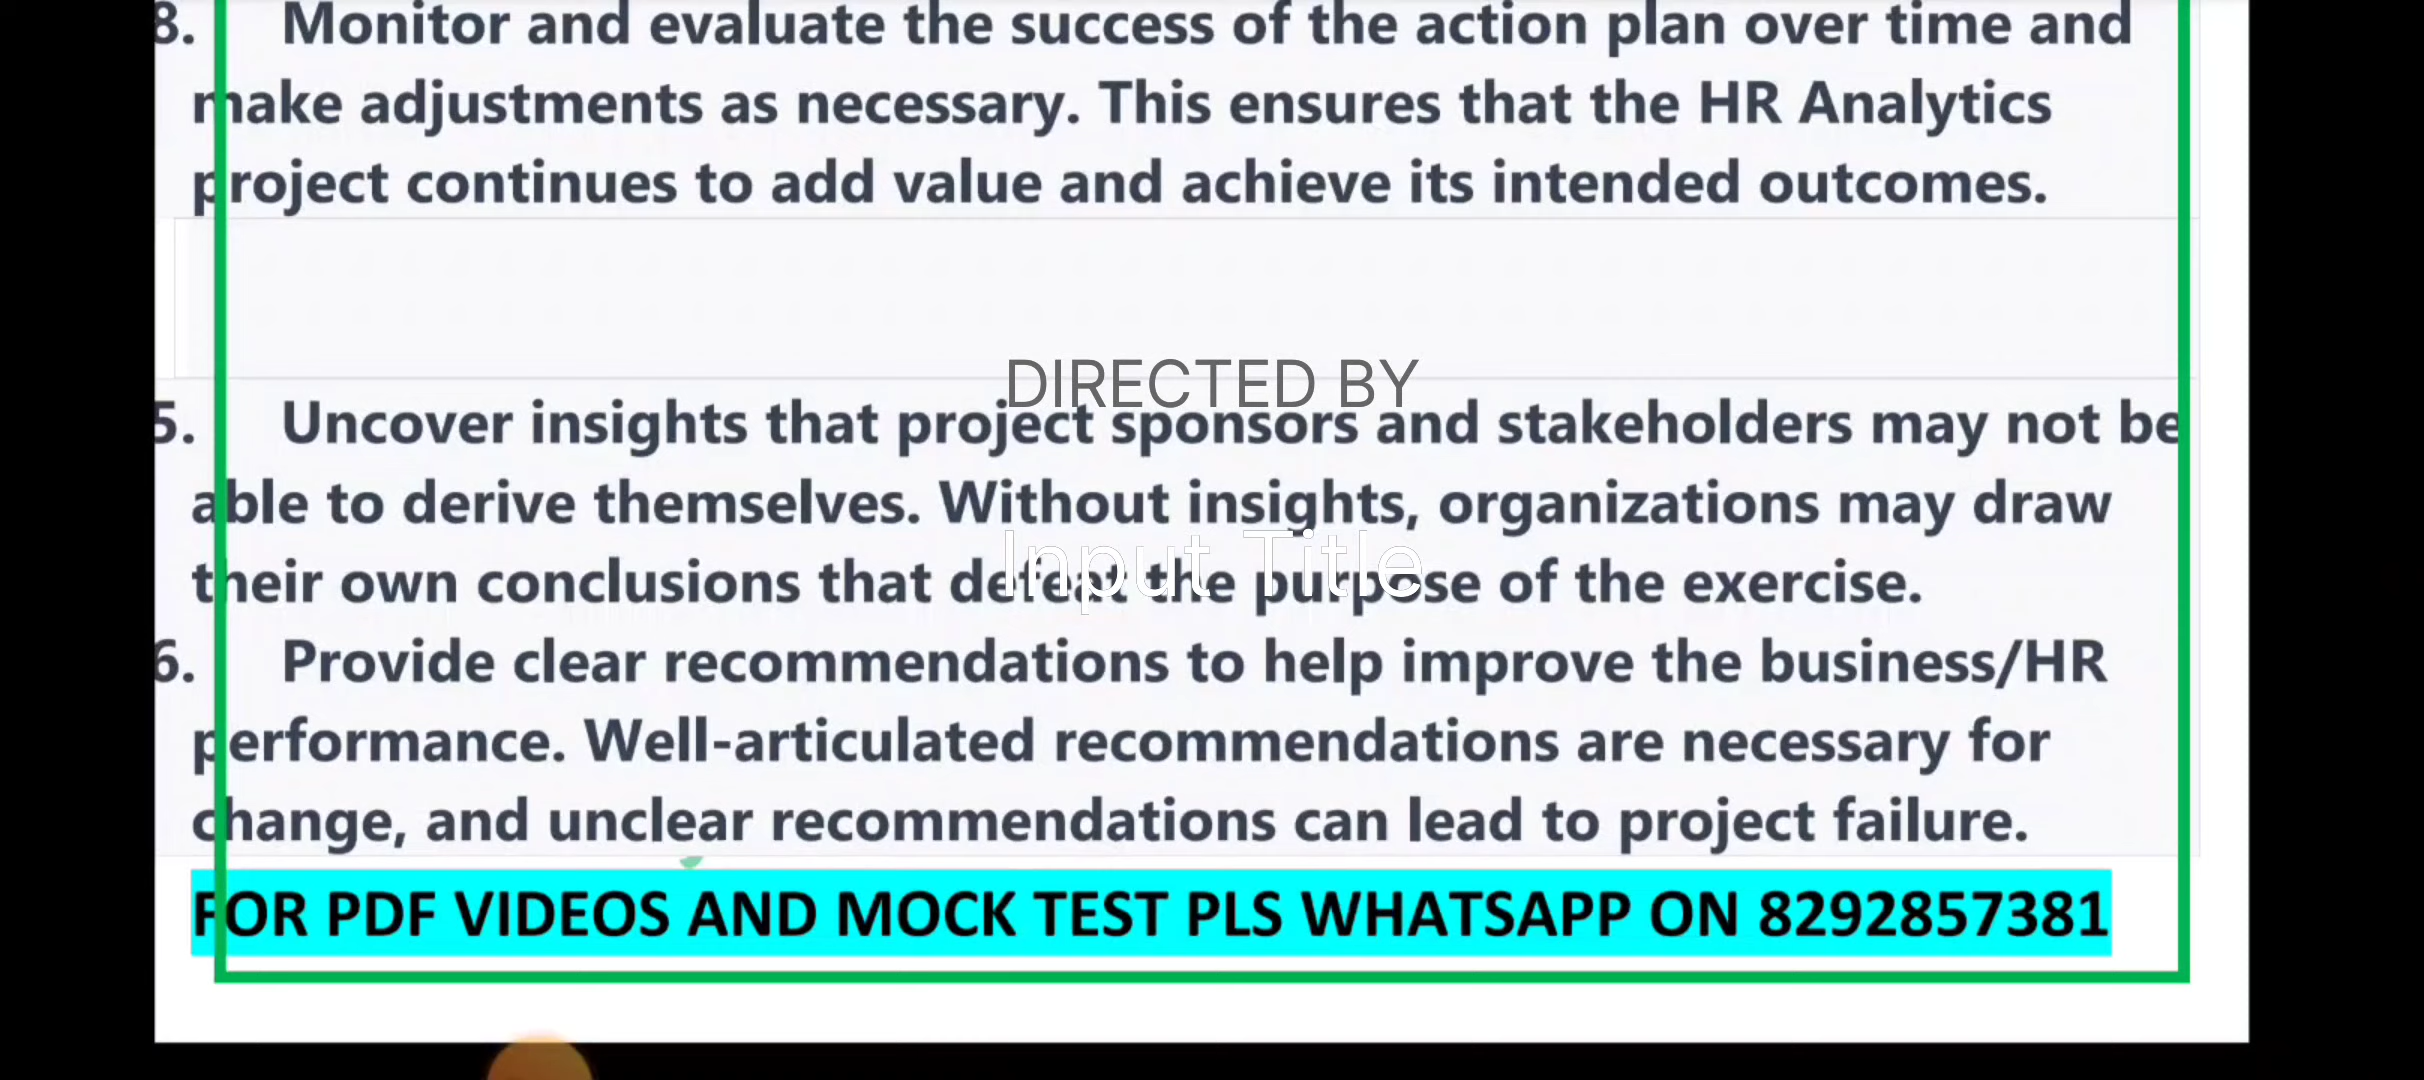 8. Monitor and evaluate the success of the action plan over time and
make adjustments as necessary. This ensures that the HR Analytics
project continues to add value and achieve its intended outcomes.
DIRECTED BY
5. Uncover insights that project sponsors and stakeholders may not be
able to derive themselves. Without insights, organizations may draw
Input Title
their own conclusions that defeat the purpose of the exercise.
6. Provide clear recommendations to help improve the business/HR
performance. Well-articulated recommendations are necessary for
change, and unclear recommendations can lead to project failure.
FOR PDF VIDEOS AND MOCK TEST PLS WHATSAPP ON 8292857381